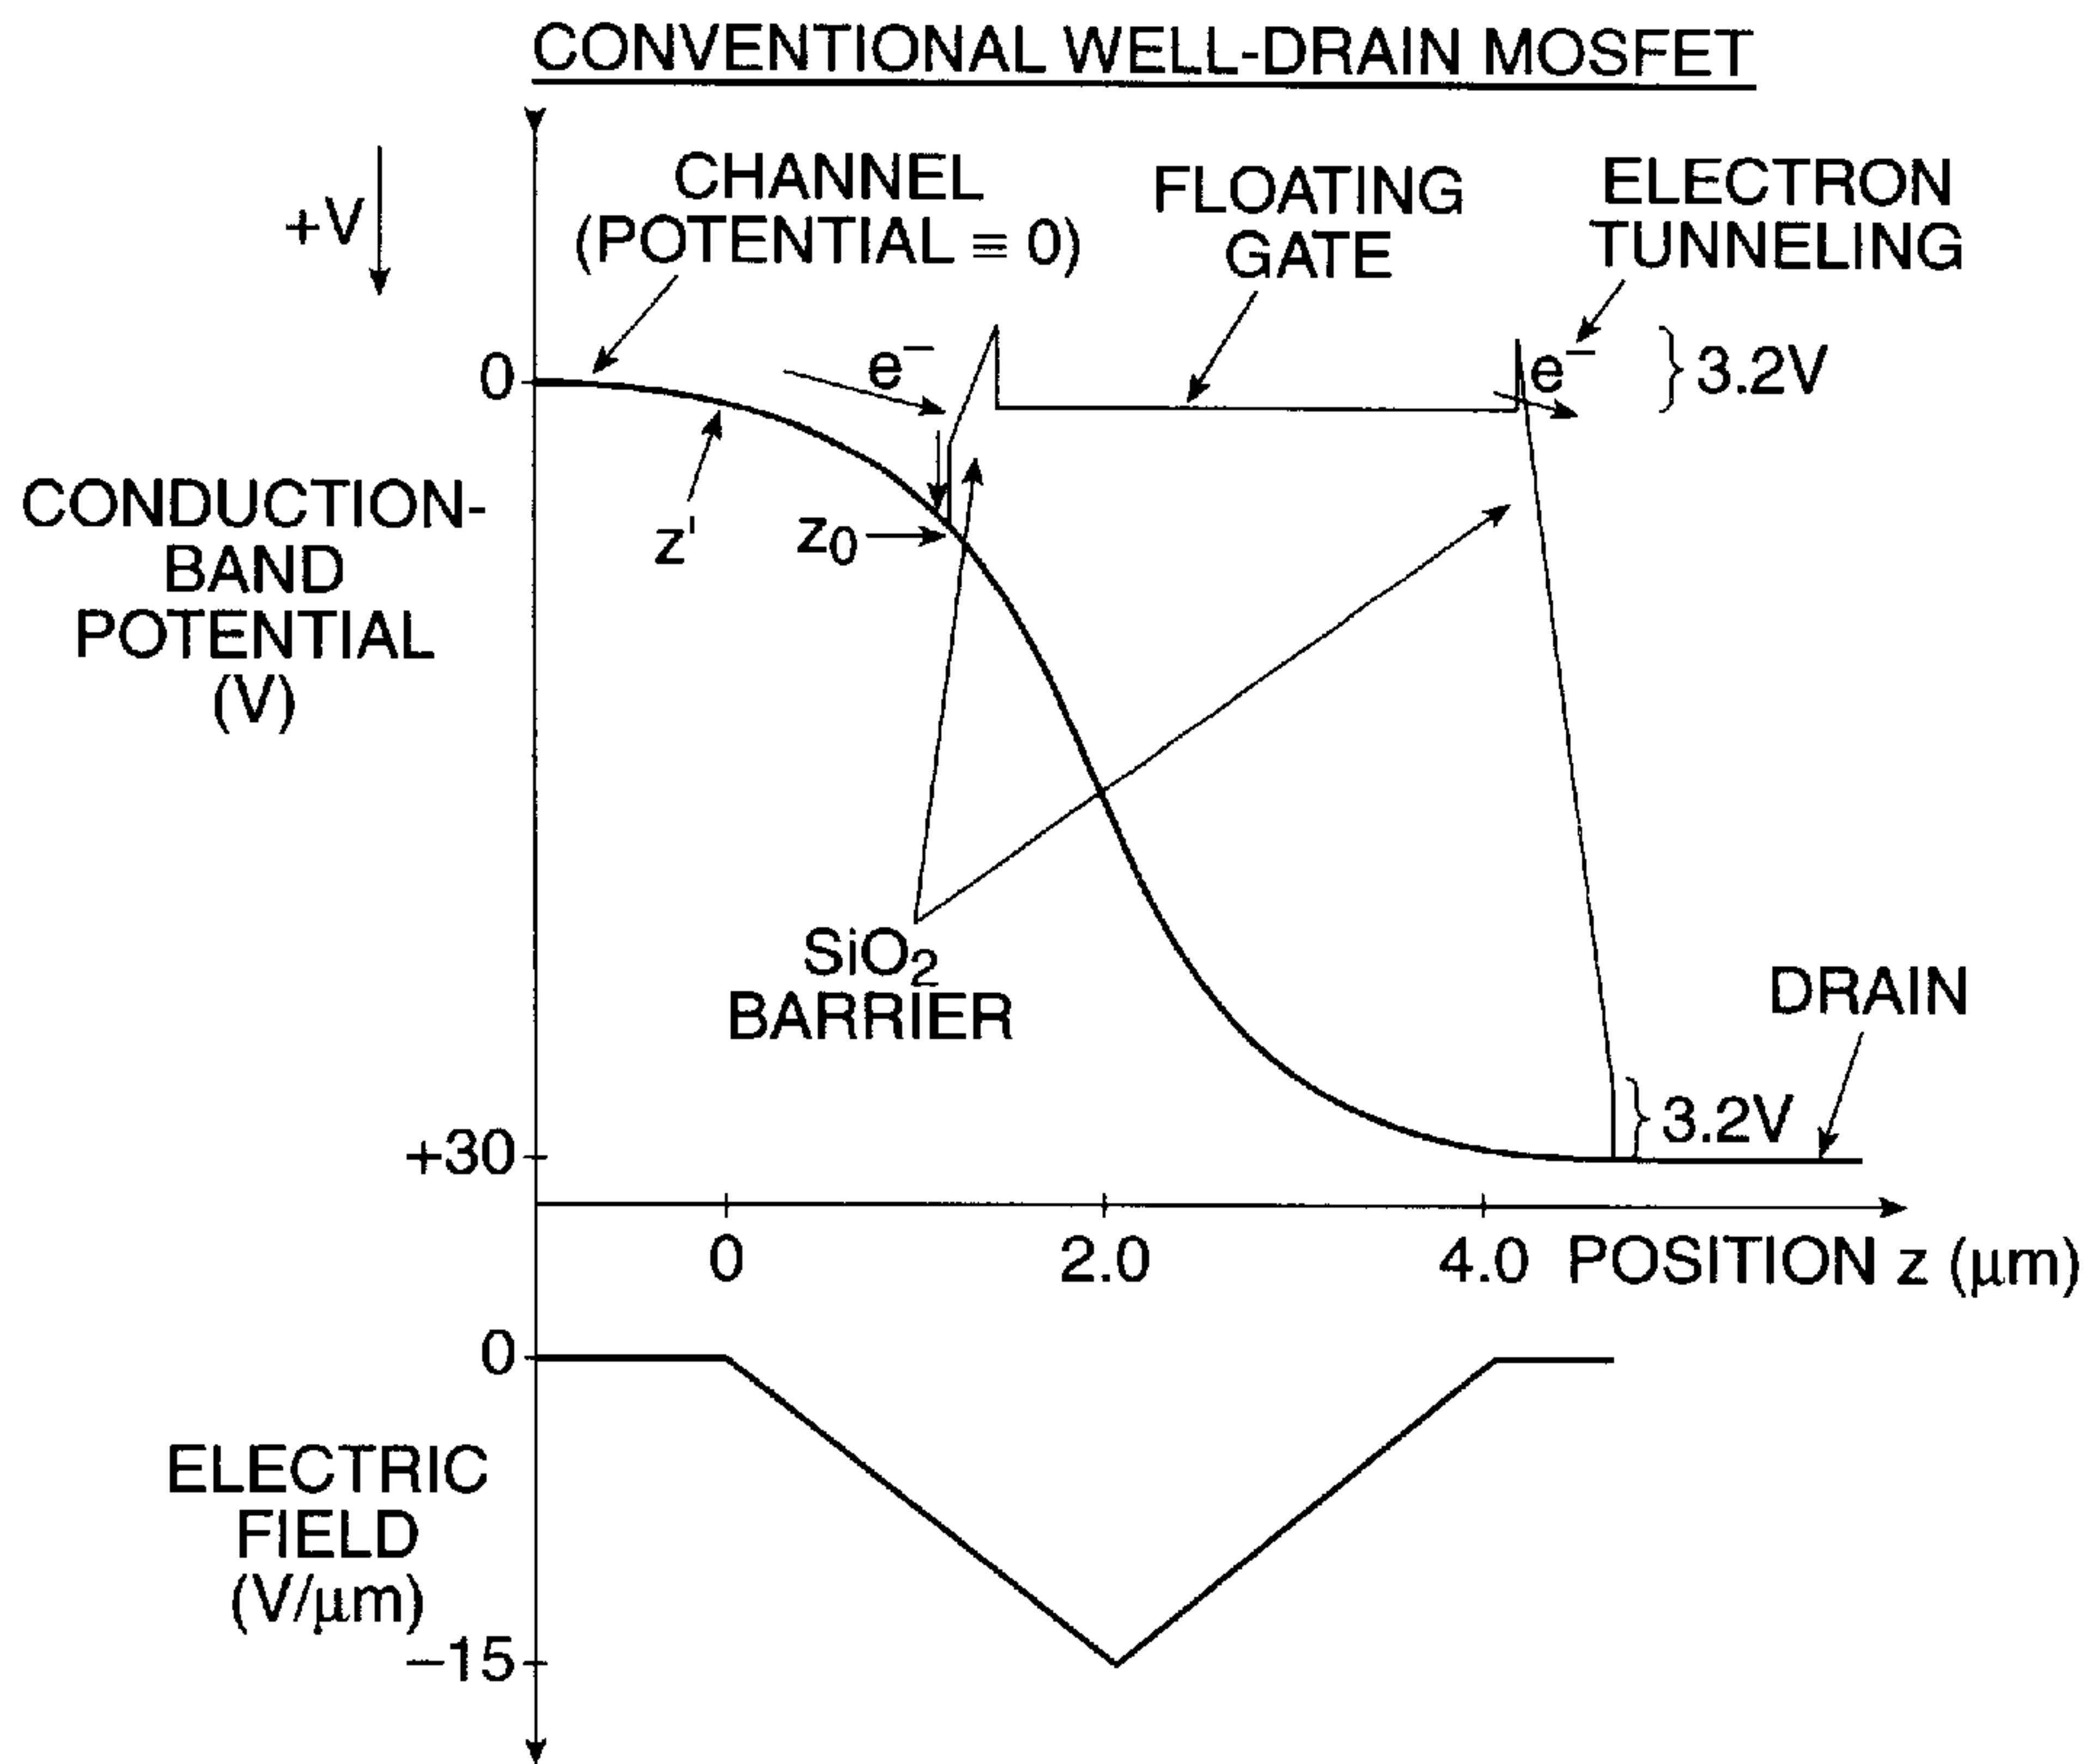 CONVENTIONAL WELL-DRAIN MOSFET
+V
CHANNEL
(POTENTIAL ≡ 0)
FLOATING
GATE
ELECTRON
TUNNELING
0
e⁻
e⁻
3.2V
CONDUCTION-
BAND
POTENTIAL
(V)
z'
z₀
SiO₂
BARRIER
DRAIN
3.2V
+30
0
2.0
4.0
POSITION z (μm)
0
ELECTRIC
FIELD
(V/μm)
−15